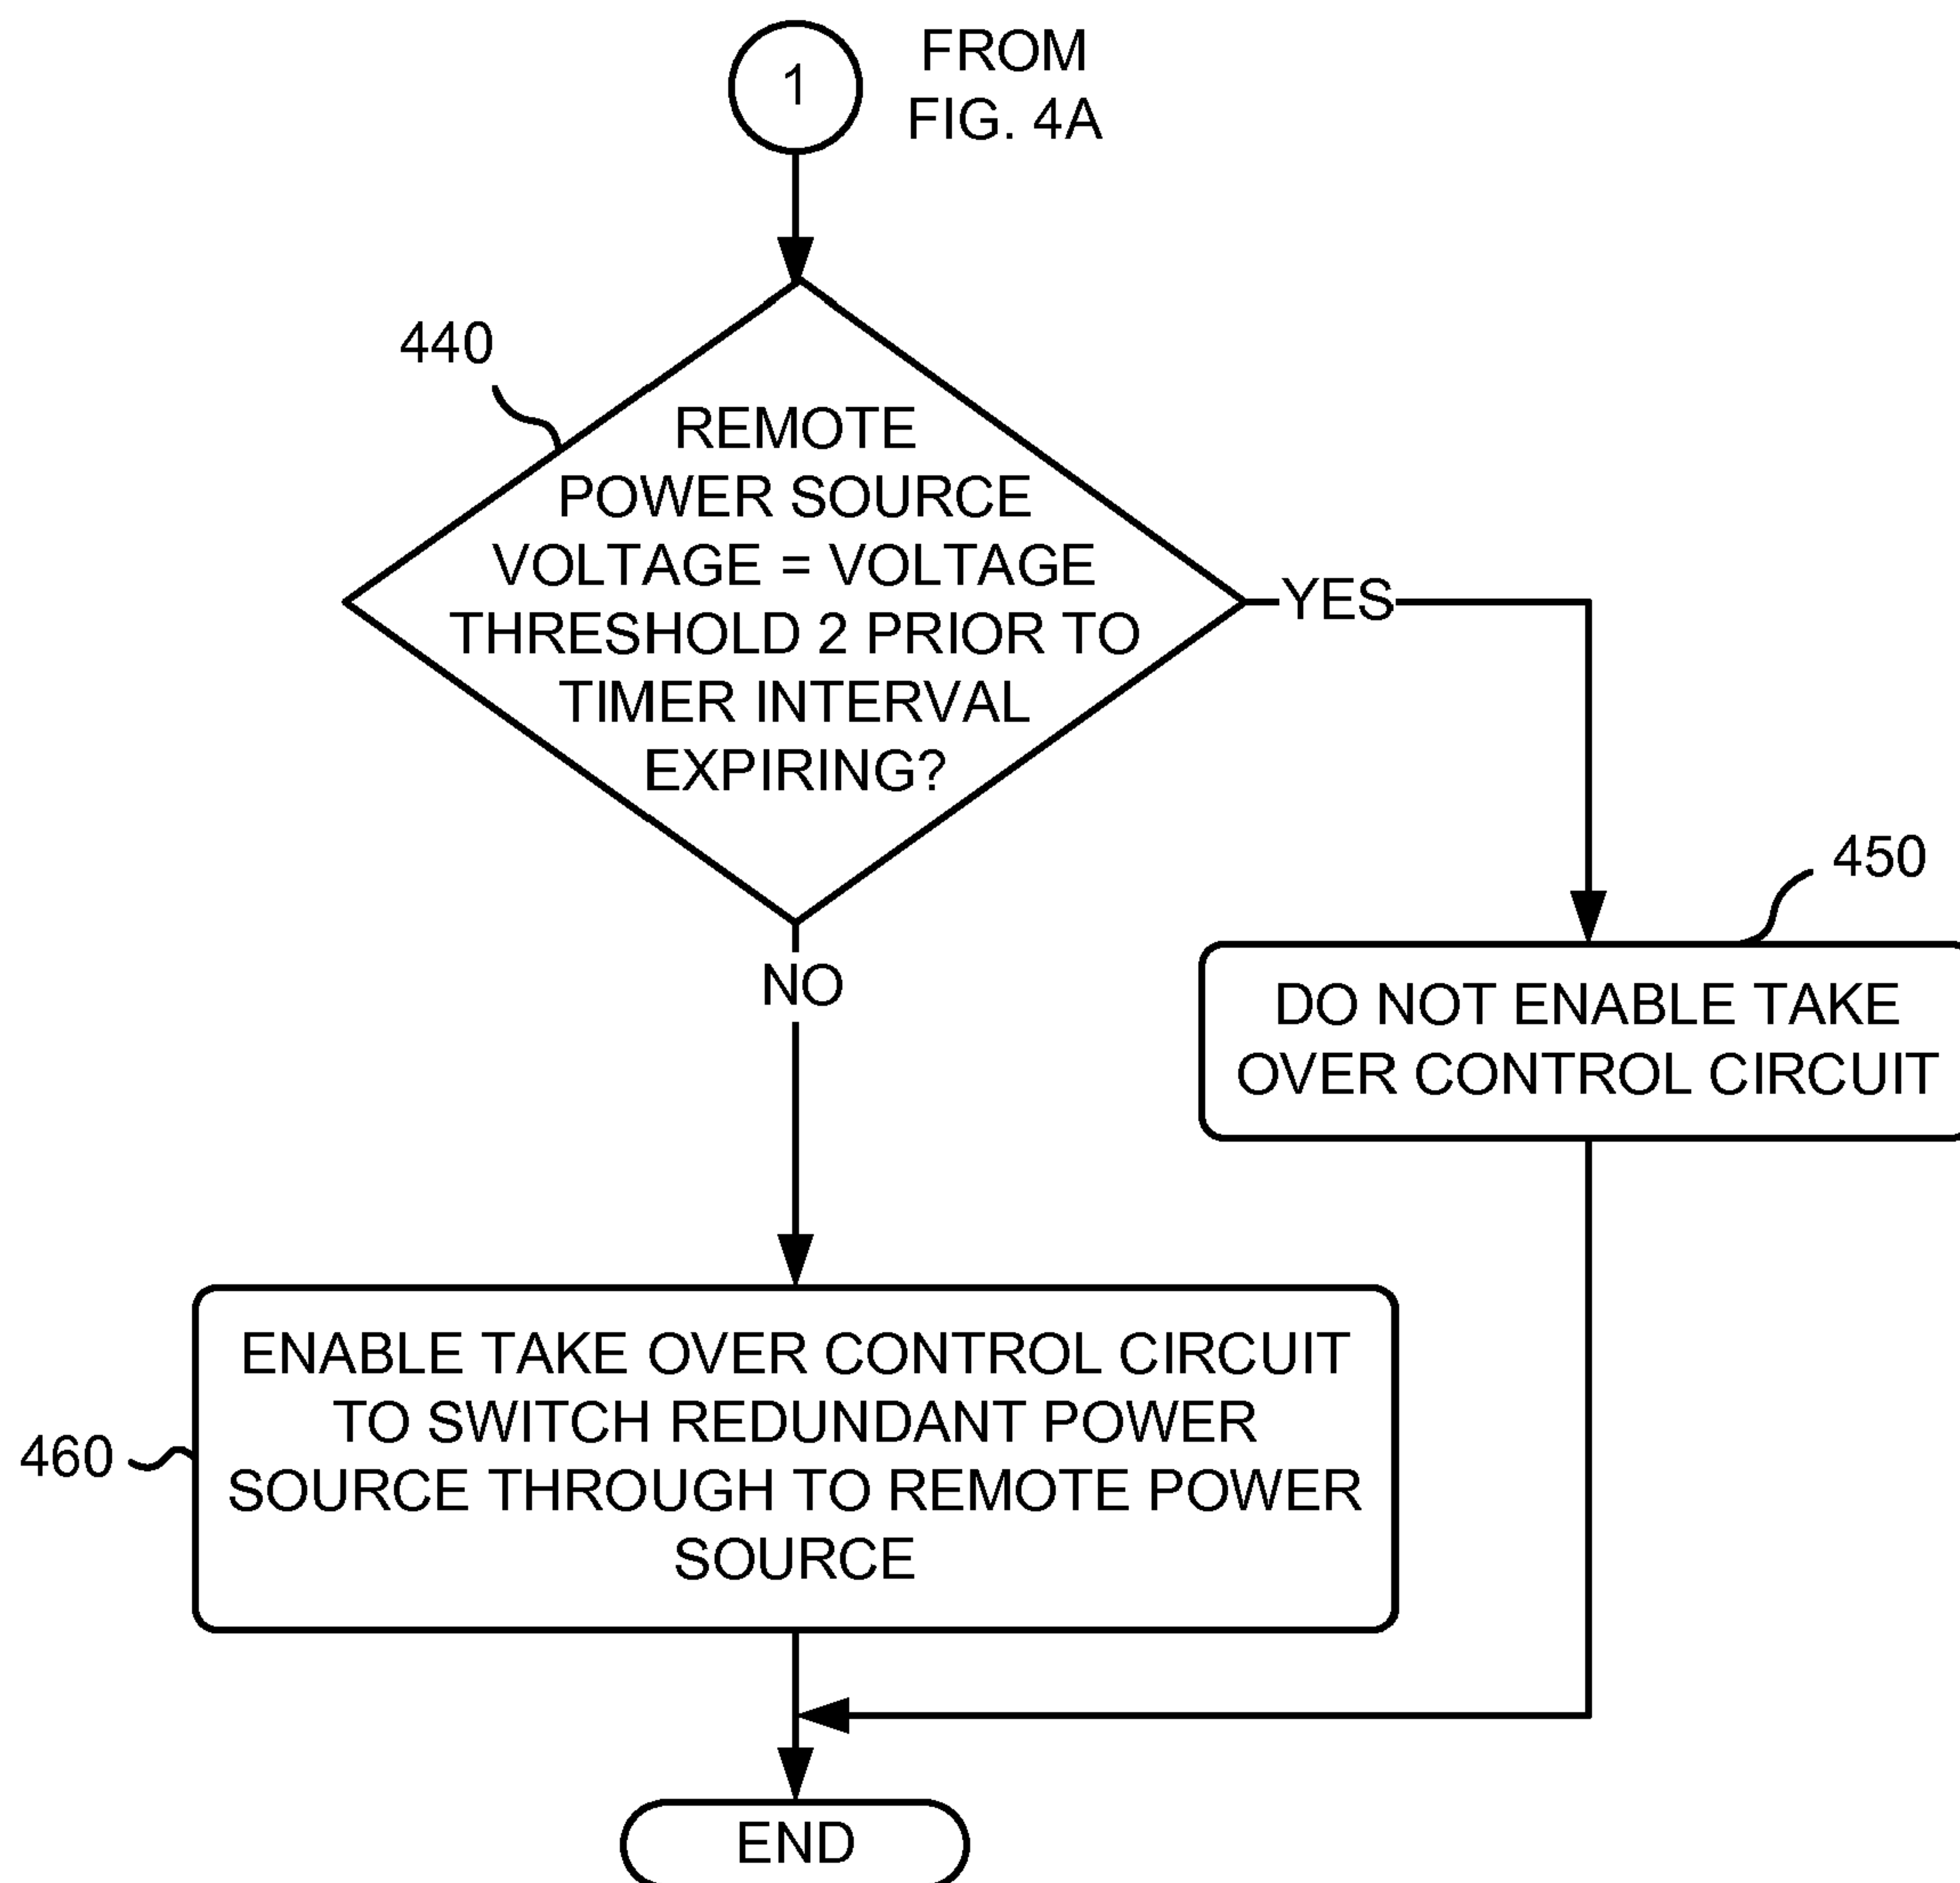 1
FROM
FIG. 4A
440
REMOTE
POWER SOURCE
VOLTAGE = VOLTAGE
THRESHOLD 2 PRIOR TO
TIMER INTERVAL
EXPIRING?
YES
NO
450
DO NOT ENABLE TAKE
OVER CONTROL CIRCUIT
460
ENABLE TAKE OVER CONTROL CIRCUIT
TO SWITCH REDUNDANT POWER
SOURCE THROUGH TO REMOTE POWER
SOURCE
END